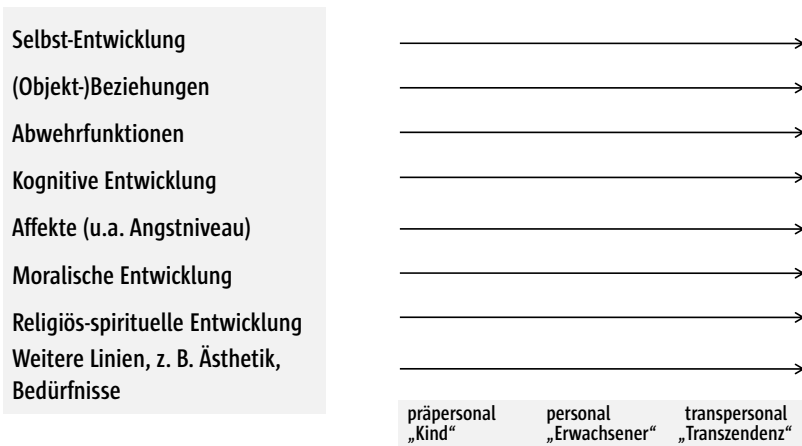 Selbst-Entwicklung
(Objekt-)Beziehungen
Abwehrfunktionen
Kognitive Entwicklung
Affekte (u.a. Angstniveau)
Moralische Entwicklung
Religiös-spirituelle Entwicklung
Weitere Linien, z. B. Ästhetik,
Bedürfnisse
präpersonal personal transpersonal
„Kind“ „Erwachsener“ „Transzendenz“